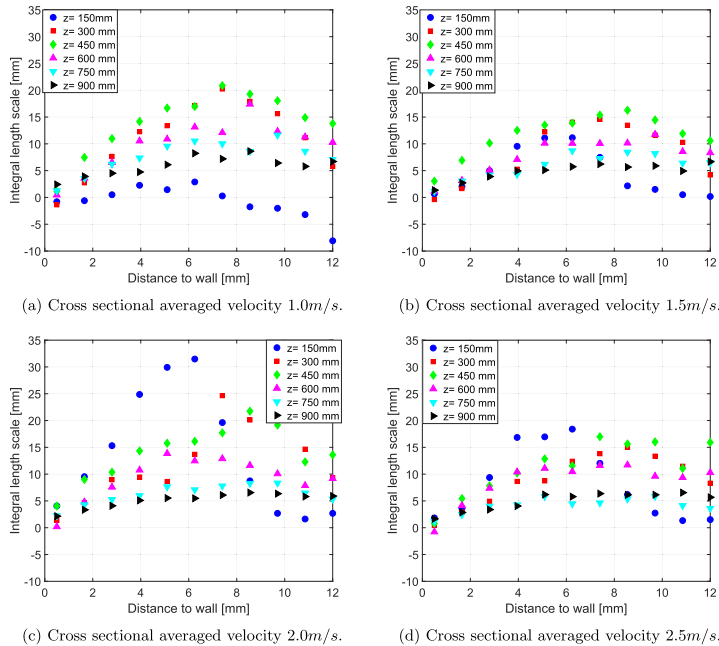 35
30
25
20
15
10
5
0
-5
-10
Integral length scale [mm]
z= 150mm
z= 300 mm
z= 450 mm
z= 600 mm
z= 750 mm
z= 900 mm
0 2 4 6 8 10 12
Distance to wall [mm]
(a) Cross sectional averaged velocity 1.0m/s.
35
30
25
20
15
10
5
0
-5
-10
Integral length scale [mm]
z= 150mm
z= 300 mm
z= 450 mm
z= 600 mm
z= 750 mm
z= 900 mm
0 2 4 6 8 10 12
Distance to wall [mm]
(b) Cross sectional averaged velocity 1.5m/s.
35
30
25
20
15
10
5
0
-5
-10
Integral length scale [mm]
z= 150mm
z= 300 mm
z= 450 mm
z= 600 mm
z= 750 mm
z= 900 mm
0 2 4 6 8 10 12
Distance to wall [mm]
(c) Cross sectional averaged velocity 2.0m/s.
35
30
25
20
15
10
5
0
-5
-10
Integral length scale [mm]
z= 150mm
z= 300 mm
z= 450 mm
z= 600 mm
z= 750 mm
z= 900 mm
0 2 4 6 8 10 12
Distance to wall [mm]
(d) Cross sectional averaged velocity 2.5m/s.